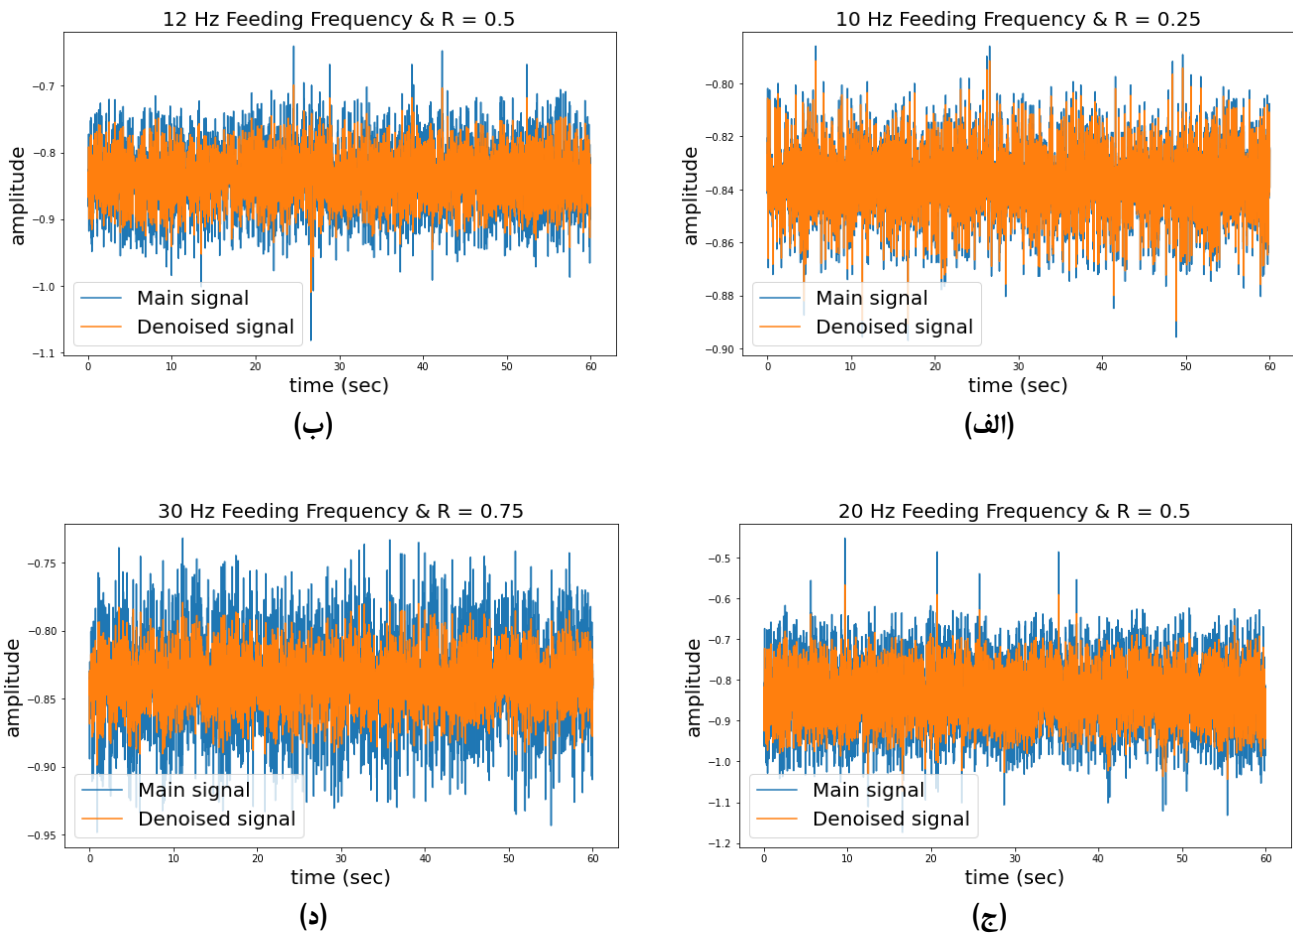 12 Hz Feeding Frequency & R = 0.5
−0.7
−0.8
−0.9
−1.0
−1.1
amplitude
Main signal
Denoised signal
0 10 20 30 40 50 60
time (sec)
(ب)
10 Hz Feeding Frequency & R = 0.25
−0.80
−0.82
−0.84
−0.86
−0.88
−0.90
amplitude
Main signal
Denoised signal
0 10 20 30 40 50 60
time (sec)
(الف)
30 Hz Feeding Frequency & R = 0.75
−0.75
−0.80
−0.85
−0.90
−0.95
amplitude
Main signal
Denoised signal
0 10 20 30 40 50 60
time (sec)
(د)
20 Hz Feeding Frequency & R = 0.5
−0.5
−0.6
−0.7
−0.8
−0.9
−1.0
−1.1
−1.2
amplitude
Main signal
Denoised signal
0 10 20 30 40 50 60
time (sec)
(ج)